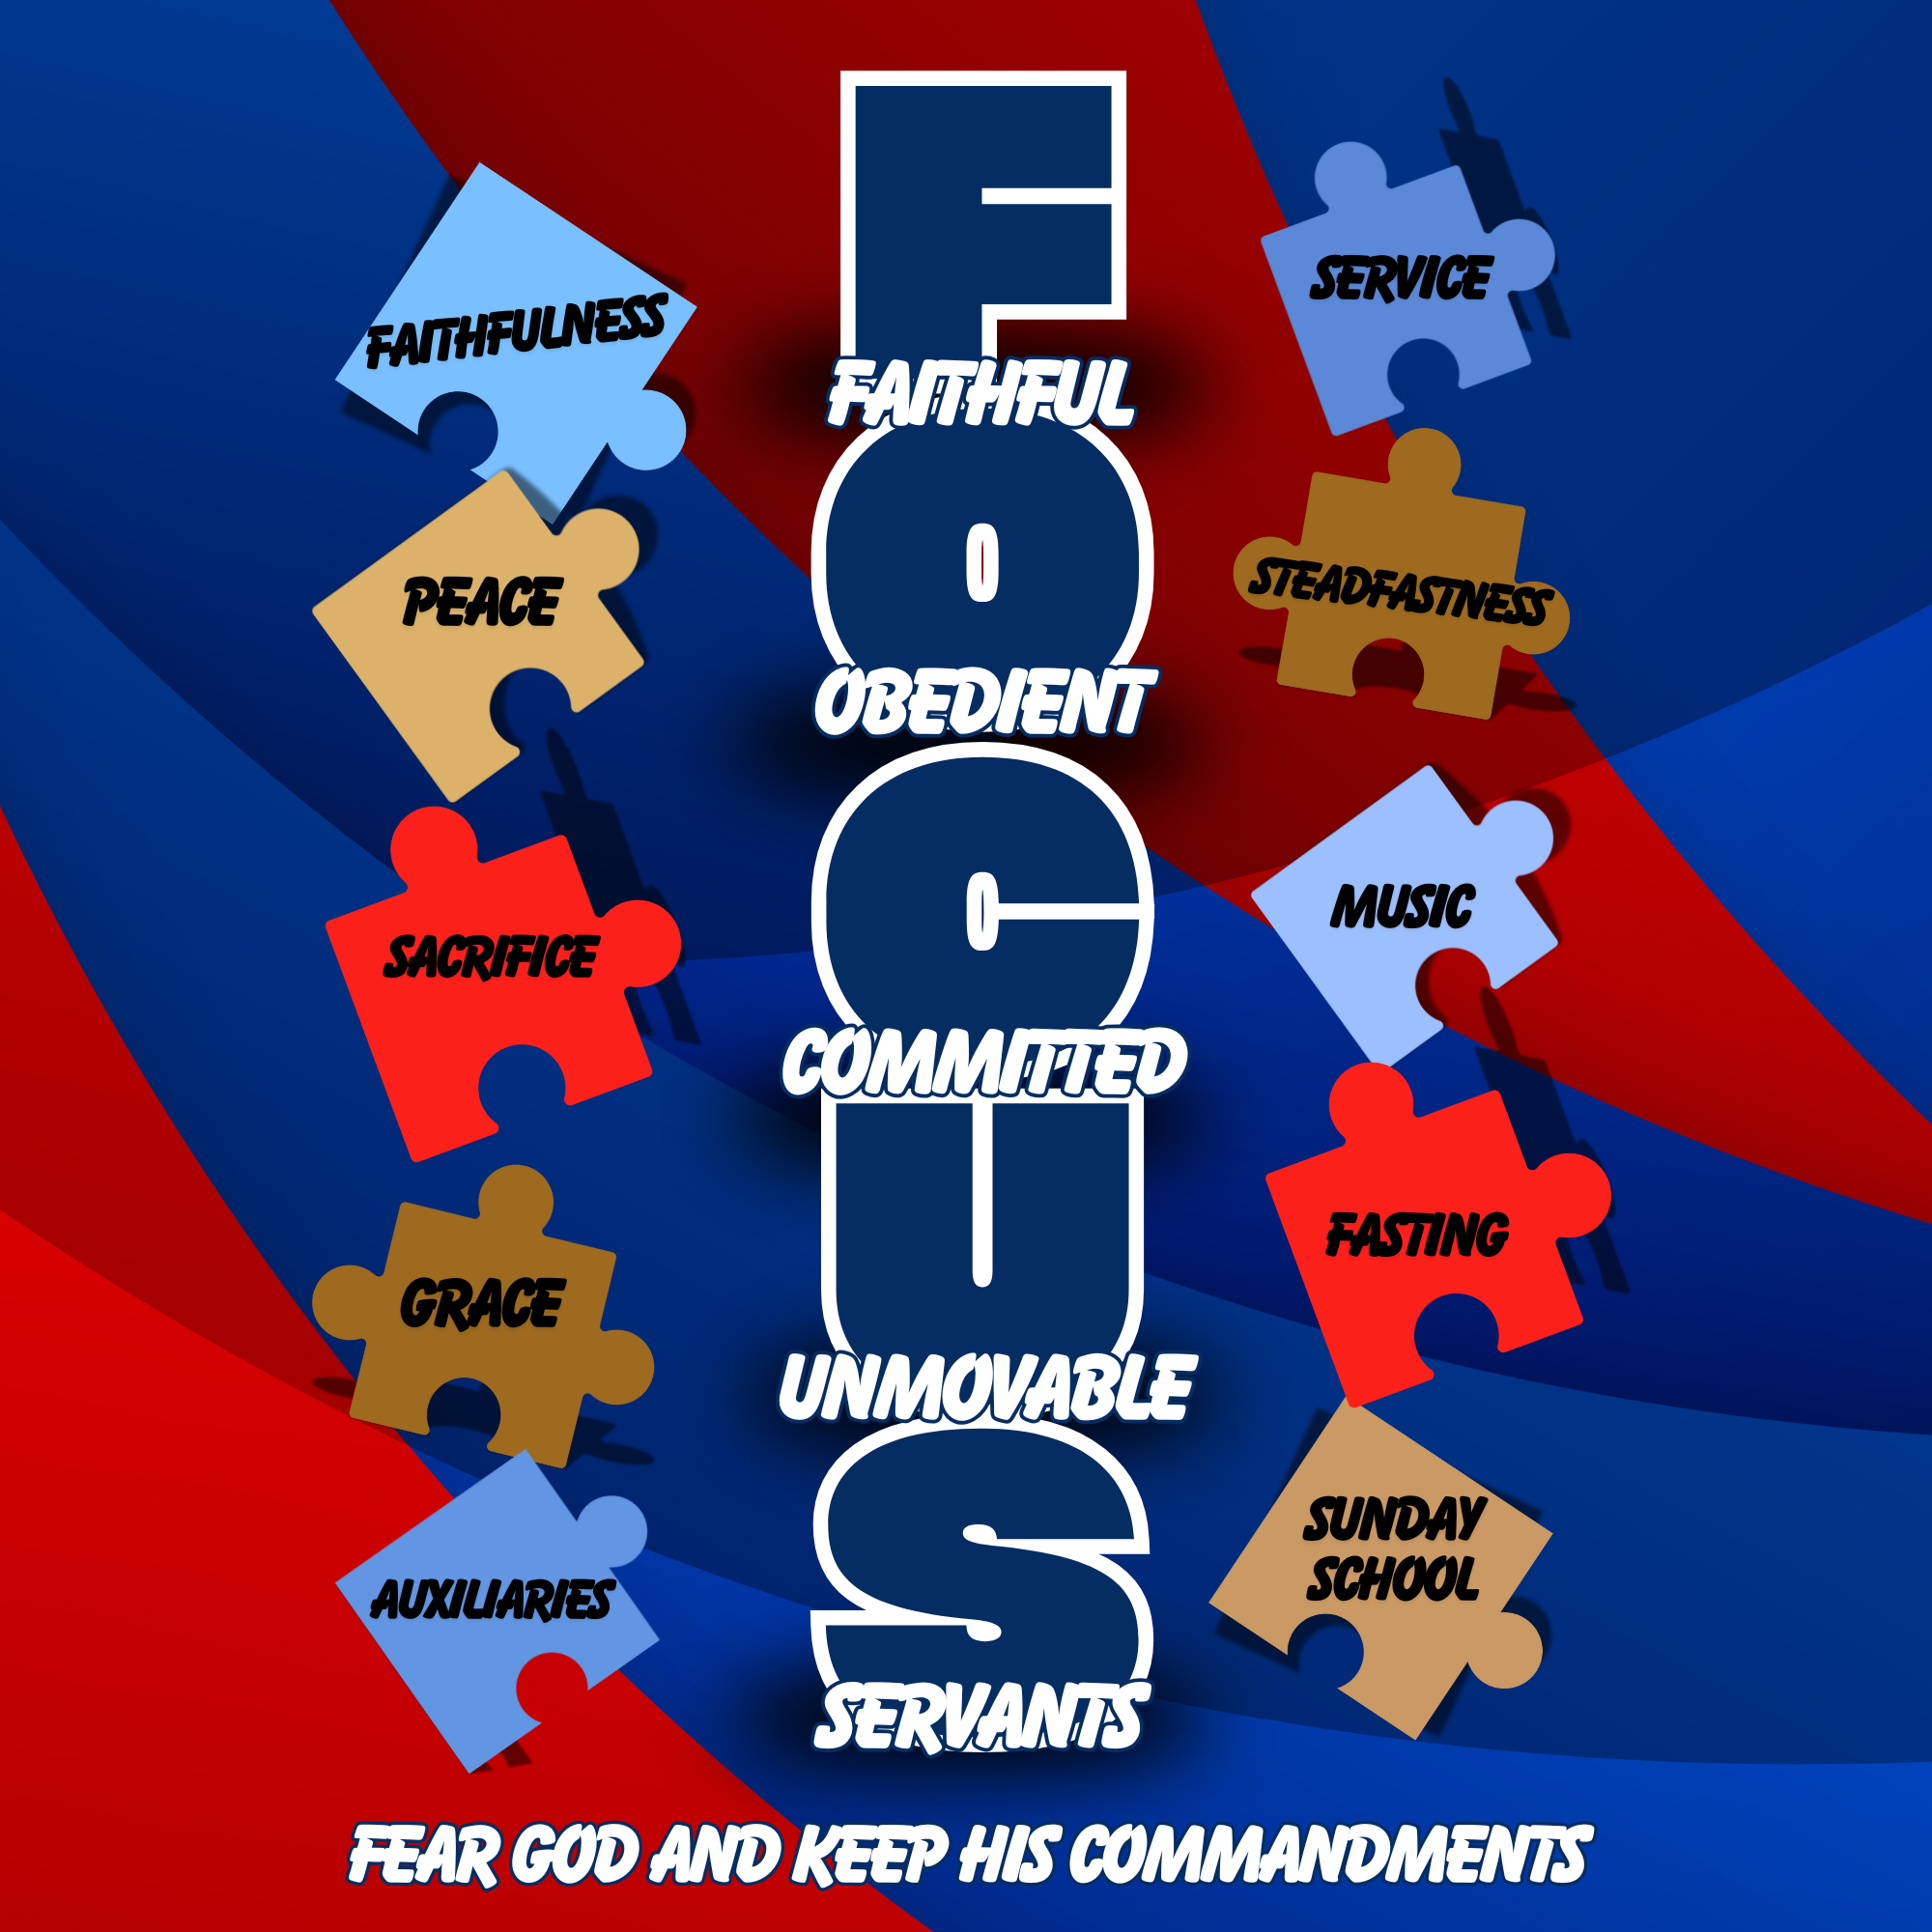 F
FAITHFUL
O
OBEDIENT
C
COMMITTED
U
UNMOVABLE
S
SERVANTS
FAITHFULNESS
PEACE
SACRIFICE
GRACE
AUXILIARIES
SERVICE
STEADFASTNESS
MUSIC
FASTING
SUNDAY
SCHOOL
FEAR GOD AND KEEP HIS COMMANDMENTS